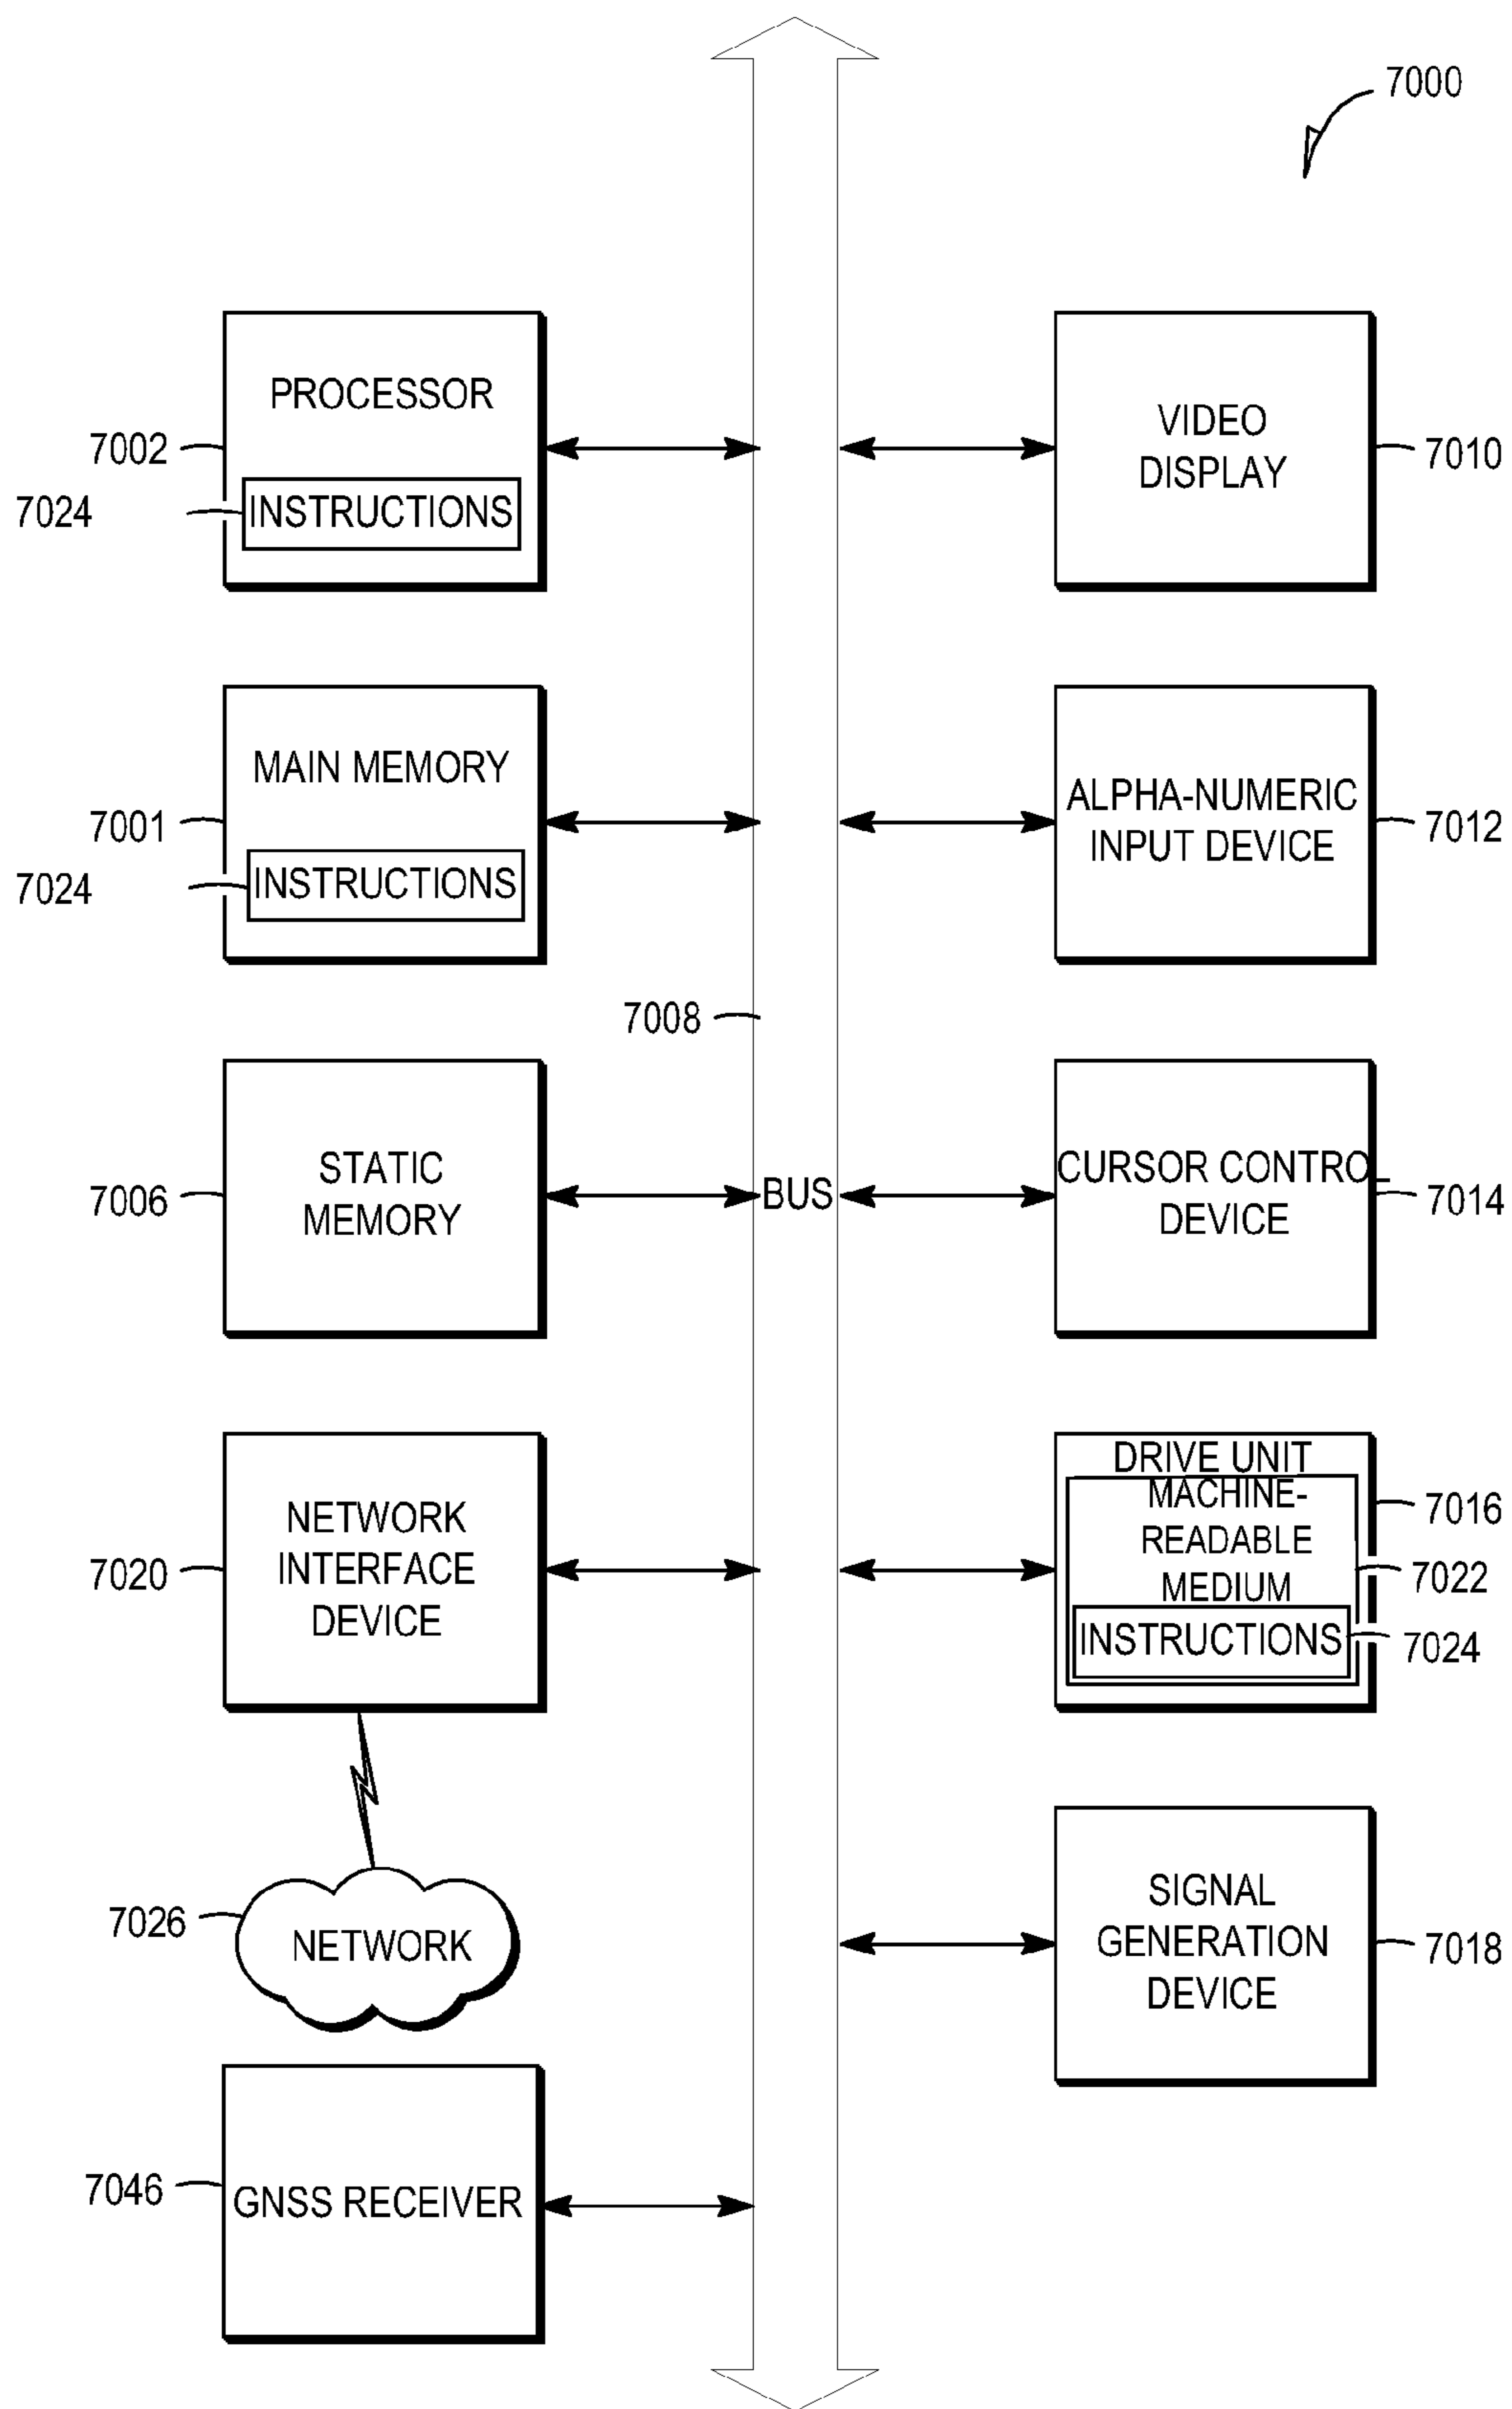 7000
PROCESSOR
7002
7024
INSTRUCTIONS
VIDEO
DISPLAY
7010
MAIN MEMORY
7001
7024
INSTRUCTIONS
ALPHA-NUMERIC
INPUT DEVICE
7012
7008
STATIC
MEMORY
7006
BUS
CURSOR CONTROL
DEVICE
7014
NETWORK
INTERFACE
DEVICE
7020
DRIVE UNIT
MACHINE-
READABLE
MEDIUM
INSTRUCTIONS
7016
7022
7024
7026
NETWORK
SIGNAL
GENERATION
DEVICE
7018
7046
GNSS RECEIVER